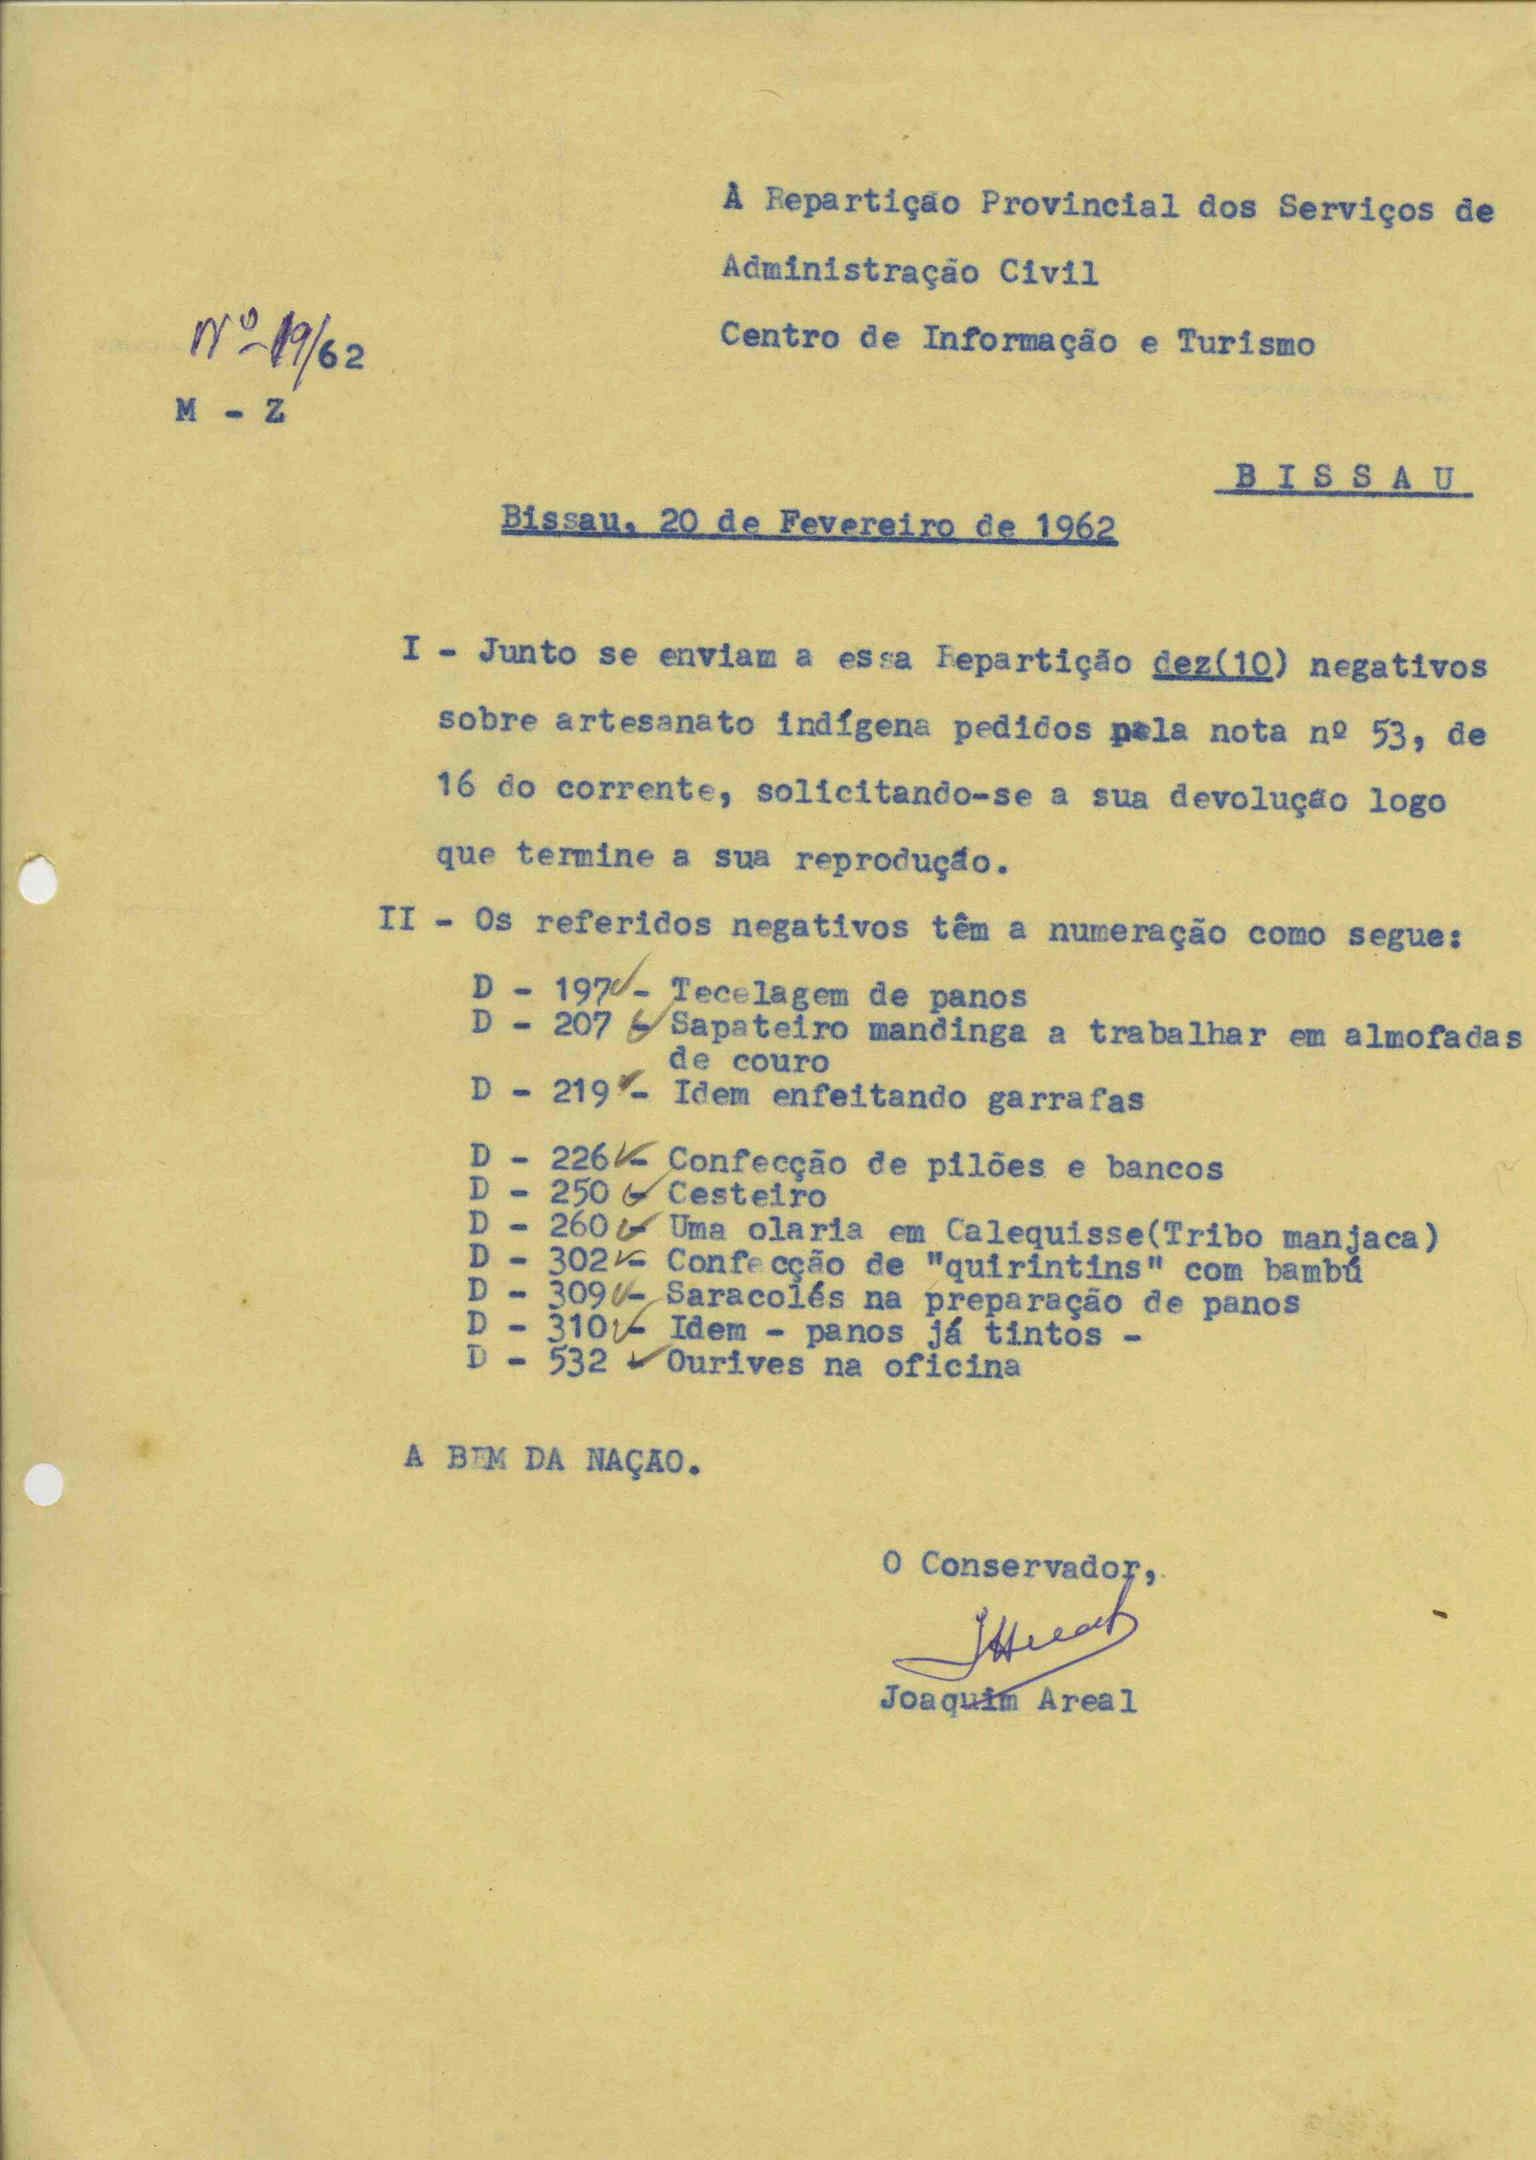 À Repartição Provincial dos Serviços de
Administração Civil
Centro de Informação e Turismo
Nº 19/62
M - Z
B I S S A U
Bissau, 20 de Fevereiro de 1962
I - Junto se enviam a essa Repartição dez(10) negativos
sobre artesanato indígena pedidos pela nota nº 53, de
16 do corrente, solicitando-se a sua devolução logo
que termine a sua reprodução.
II - Os referidos negativos têm a numeração como segue:
D - 197 - Tecelagem de panos
D - 207 - Sapateiro mandinga a trabalhar em almofadas
de couro
D - 219 - Idem enfeitando garrafas
D - 226 - Confecção de pilões e bancos
D - 250 - Cesteiro
D - 260 - Uma olaria em Calequisse(Tribo manjaca)
D - 302 - Confecção de "quirintins" com bambú
D - 309 - Saracolés na preparação de panos
D - 310 - Idem - panos já tintos -
D - 532 - Ourives na oficina
A BEM DA NAÇAO.
O Conservador,
JAreal
Joaquim Areal